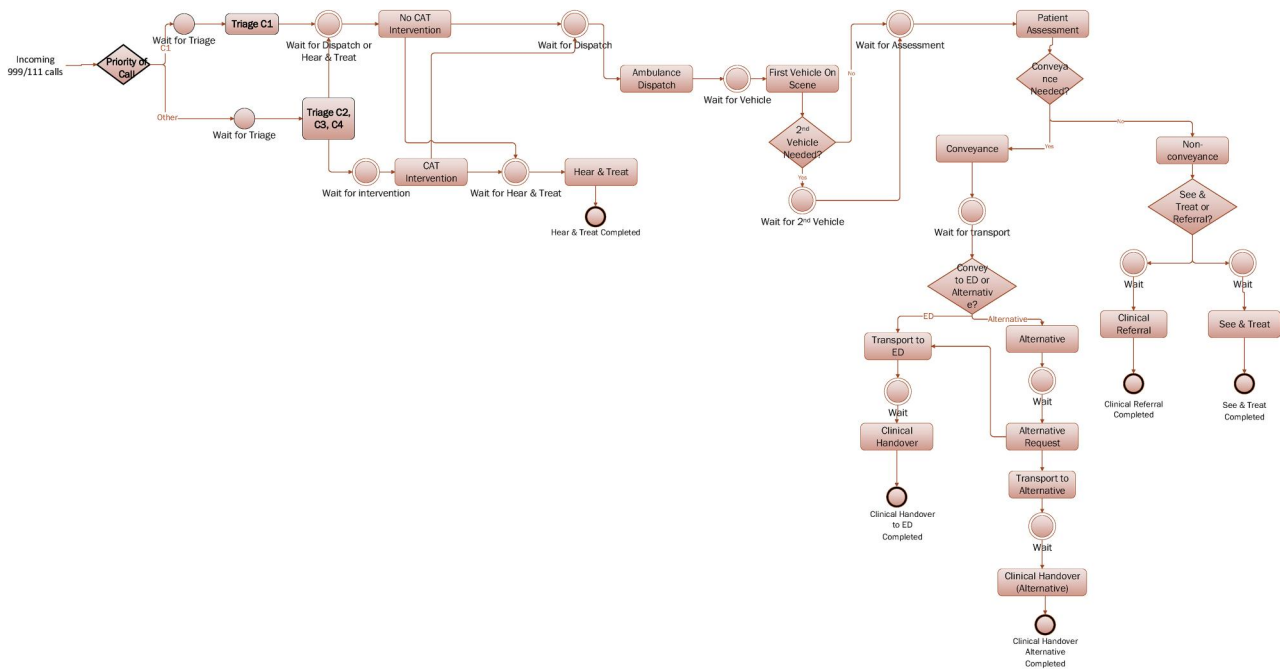 Incoming
999/111 calls
Priority of
Call
C1
Other
Wait for Triage
Triage C1
Wait for Triage
Triage C2,
C3, C4
Wait for Dispatch or
Hear & Treat
No CAT
Intervention
Wait for intervention
CAT
Intervention
Wait for Hear & Treat
Hear & Treat
Hear & Treat Completed
Wait for Dispatch
Ambulance
Dispatch
Wait for Vehicle
First Vehicle On
Scene
2nd
Vehicle
Needed?
No
Yes
Wait for 2nd Vehicle
Wait for Assessment
Patient
Assessment
Conveya
nce
Needed?
Yes
No
Conveyance
Wait for transport
Convey
to ED or
Alternativ
e?
ED
Alternative
Transport to
ED
Wait
Clinical
Handover
Clinical Handover
to ED
Completed
Alternative
Wait
Alternative
Request
Transport to
Alternative
Wait
Clinical Handover
(Alternative)
Clinical Handover
Alternative
Completed
Non-
conveyance
See &
Treat or
Referral?
Wait
Clinical
Referral
Clinical Referral
Completed
Wait
See & Treat
See & Treat
Completed